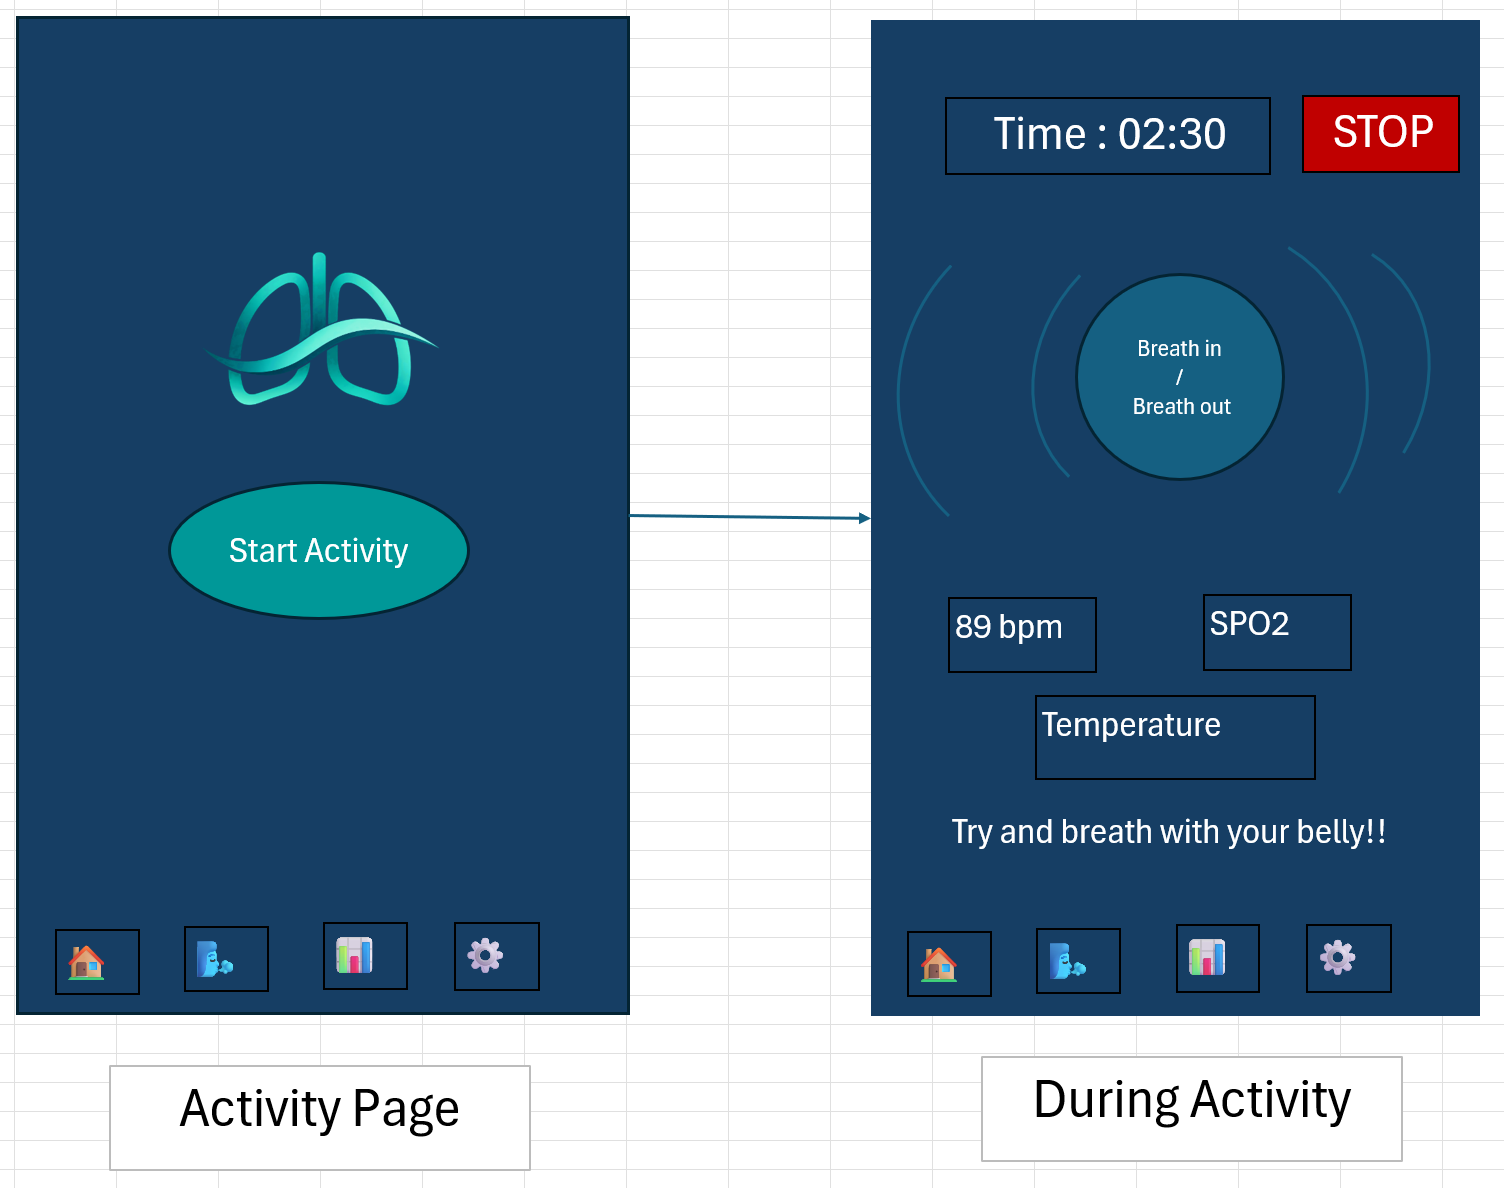 Start Activity
Activity Page
Time : 02:30
STOP
Breath in
/
Breath out
89 bpm
SPO2
Temperature
Try and breath with your belly!!
During Activity